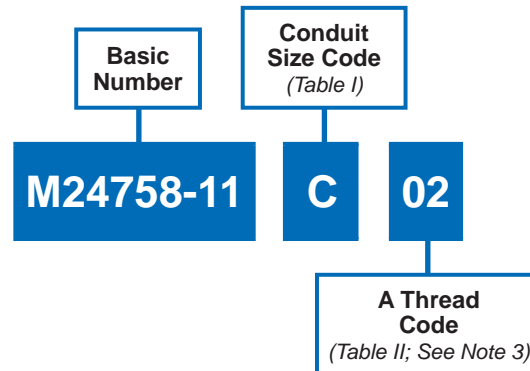 Basic
Number
Conduit
Size Code
(Table I)
M24758-11
C
02
A Thread
Code
(Table II; See Note 3)